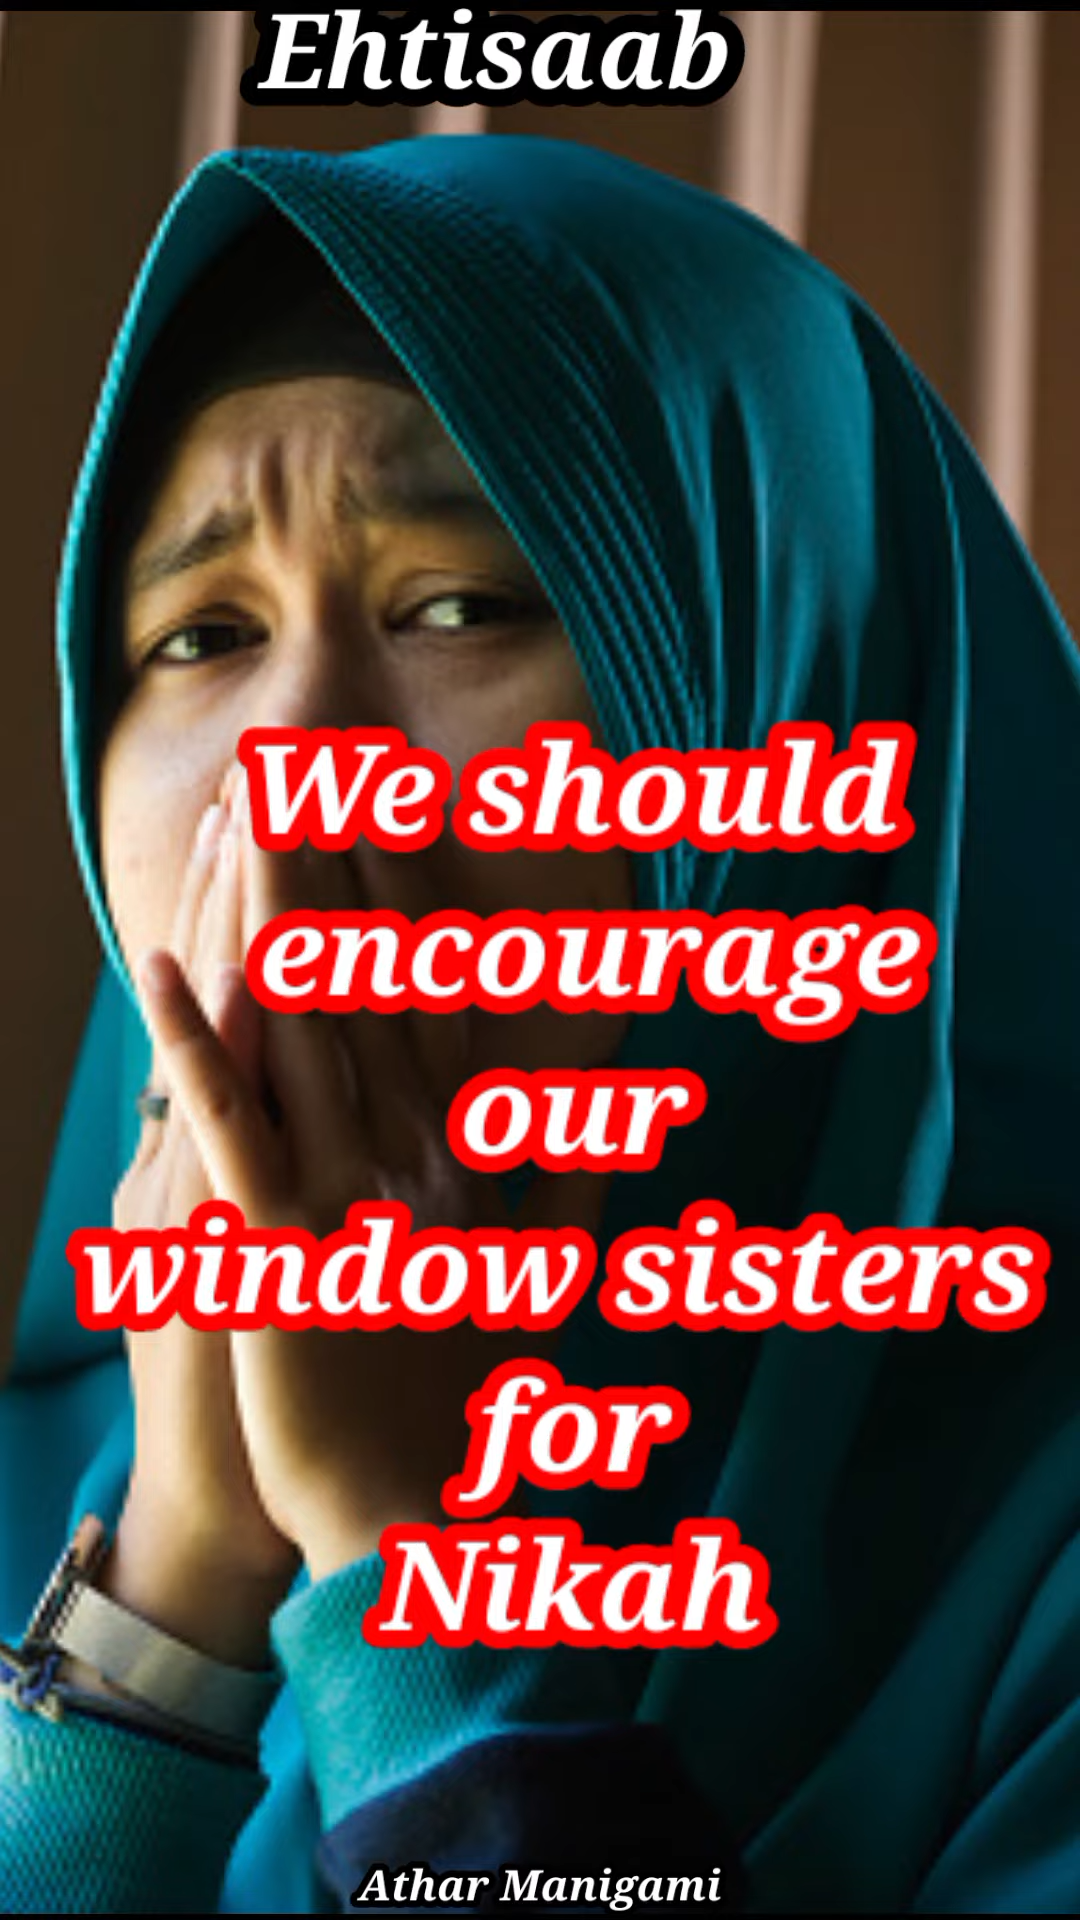 Ehtisaab
We should
encourage
our
window sisters
for
Nikah
Athar Manigami